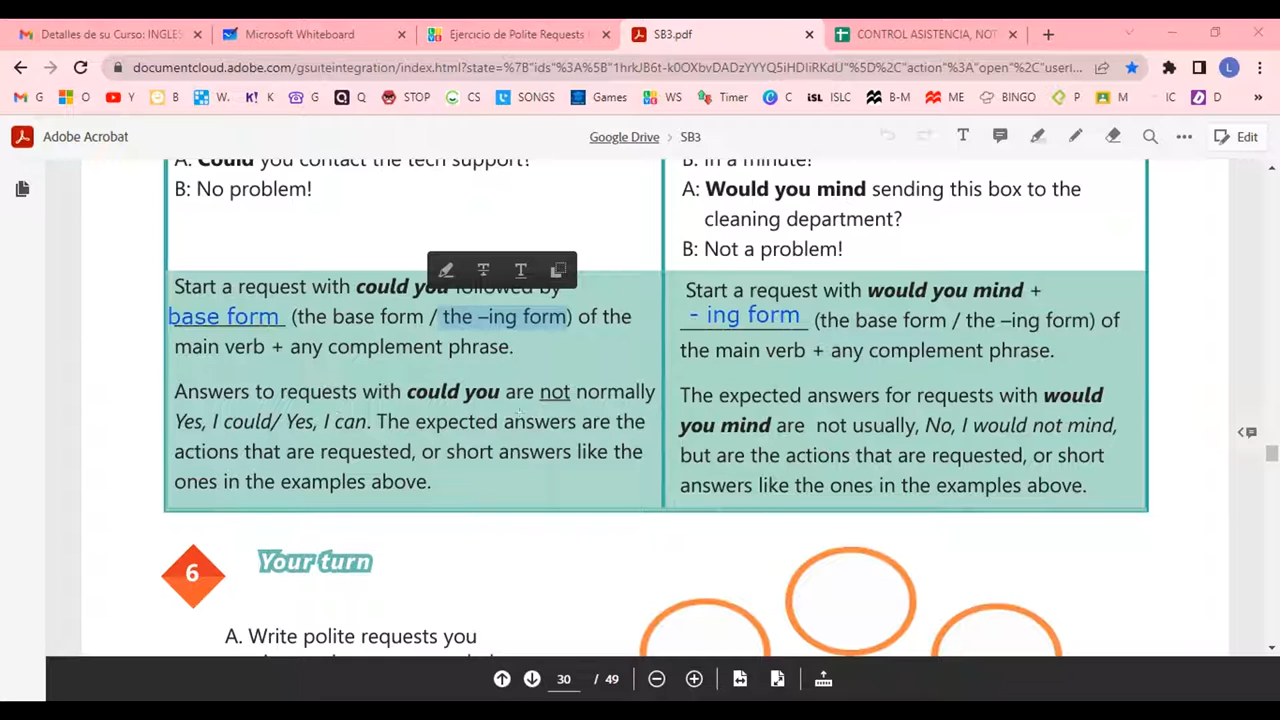 Detalles de su Curso: INGLES
Microsoft Whiteboard
Ejercicio de Polite Requests
SB3.pdf
CONTROL ASISTENCIA, NOT
documentcloud.adobe.com/gsuiteintegration/index.html?state=%7B"ids"%3A%5B"1hrkJB6t-k0OXbvDADzYYYQ5iHDIiRKdU"%5D%2C"action"%3A"open"%2C"userI...
G O Y B W. K! G Q STOP CS SONGS Games WS Timer C ISLC B-M ME BINGO P M IC D »
Adobe Acrobat
Google Drive > SB3
Edit
A: Could you contact the tech support?
B: No problem!
B: In a minute!
A: Would you mind sending this box to the
cleaning department?
B: Not a problem!
Start a request with could you followed by
base form (the base form / the –ing form) of the
main verb + any complement phrase.
Answers to requests with could you are not normally
Yes, I could/ Yes, I can. The expected answers are the
actions that are requested, or short answers like the
ones in the examples above.
Start a request with would you mind +
- ing form (the base form / the –ing form) of
the main verb + any complement phrase.
The expected answers for requests with would
you mind are not usually, No, I would not mind,
but are the actions that are requested, or short
answers like the ones in the examples above.
6 Your turn
A. Write polite requests you
30 / 49